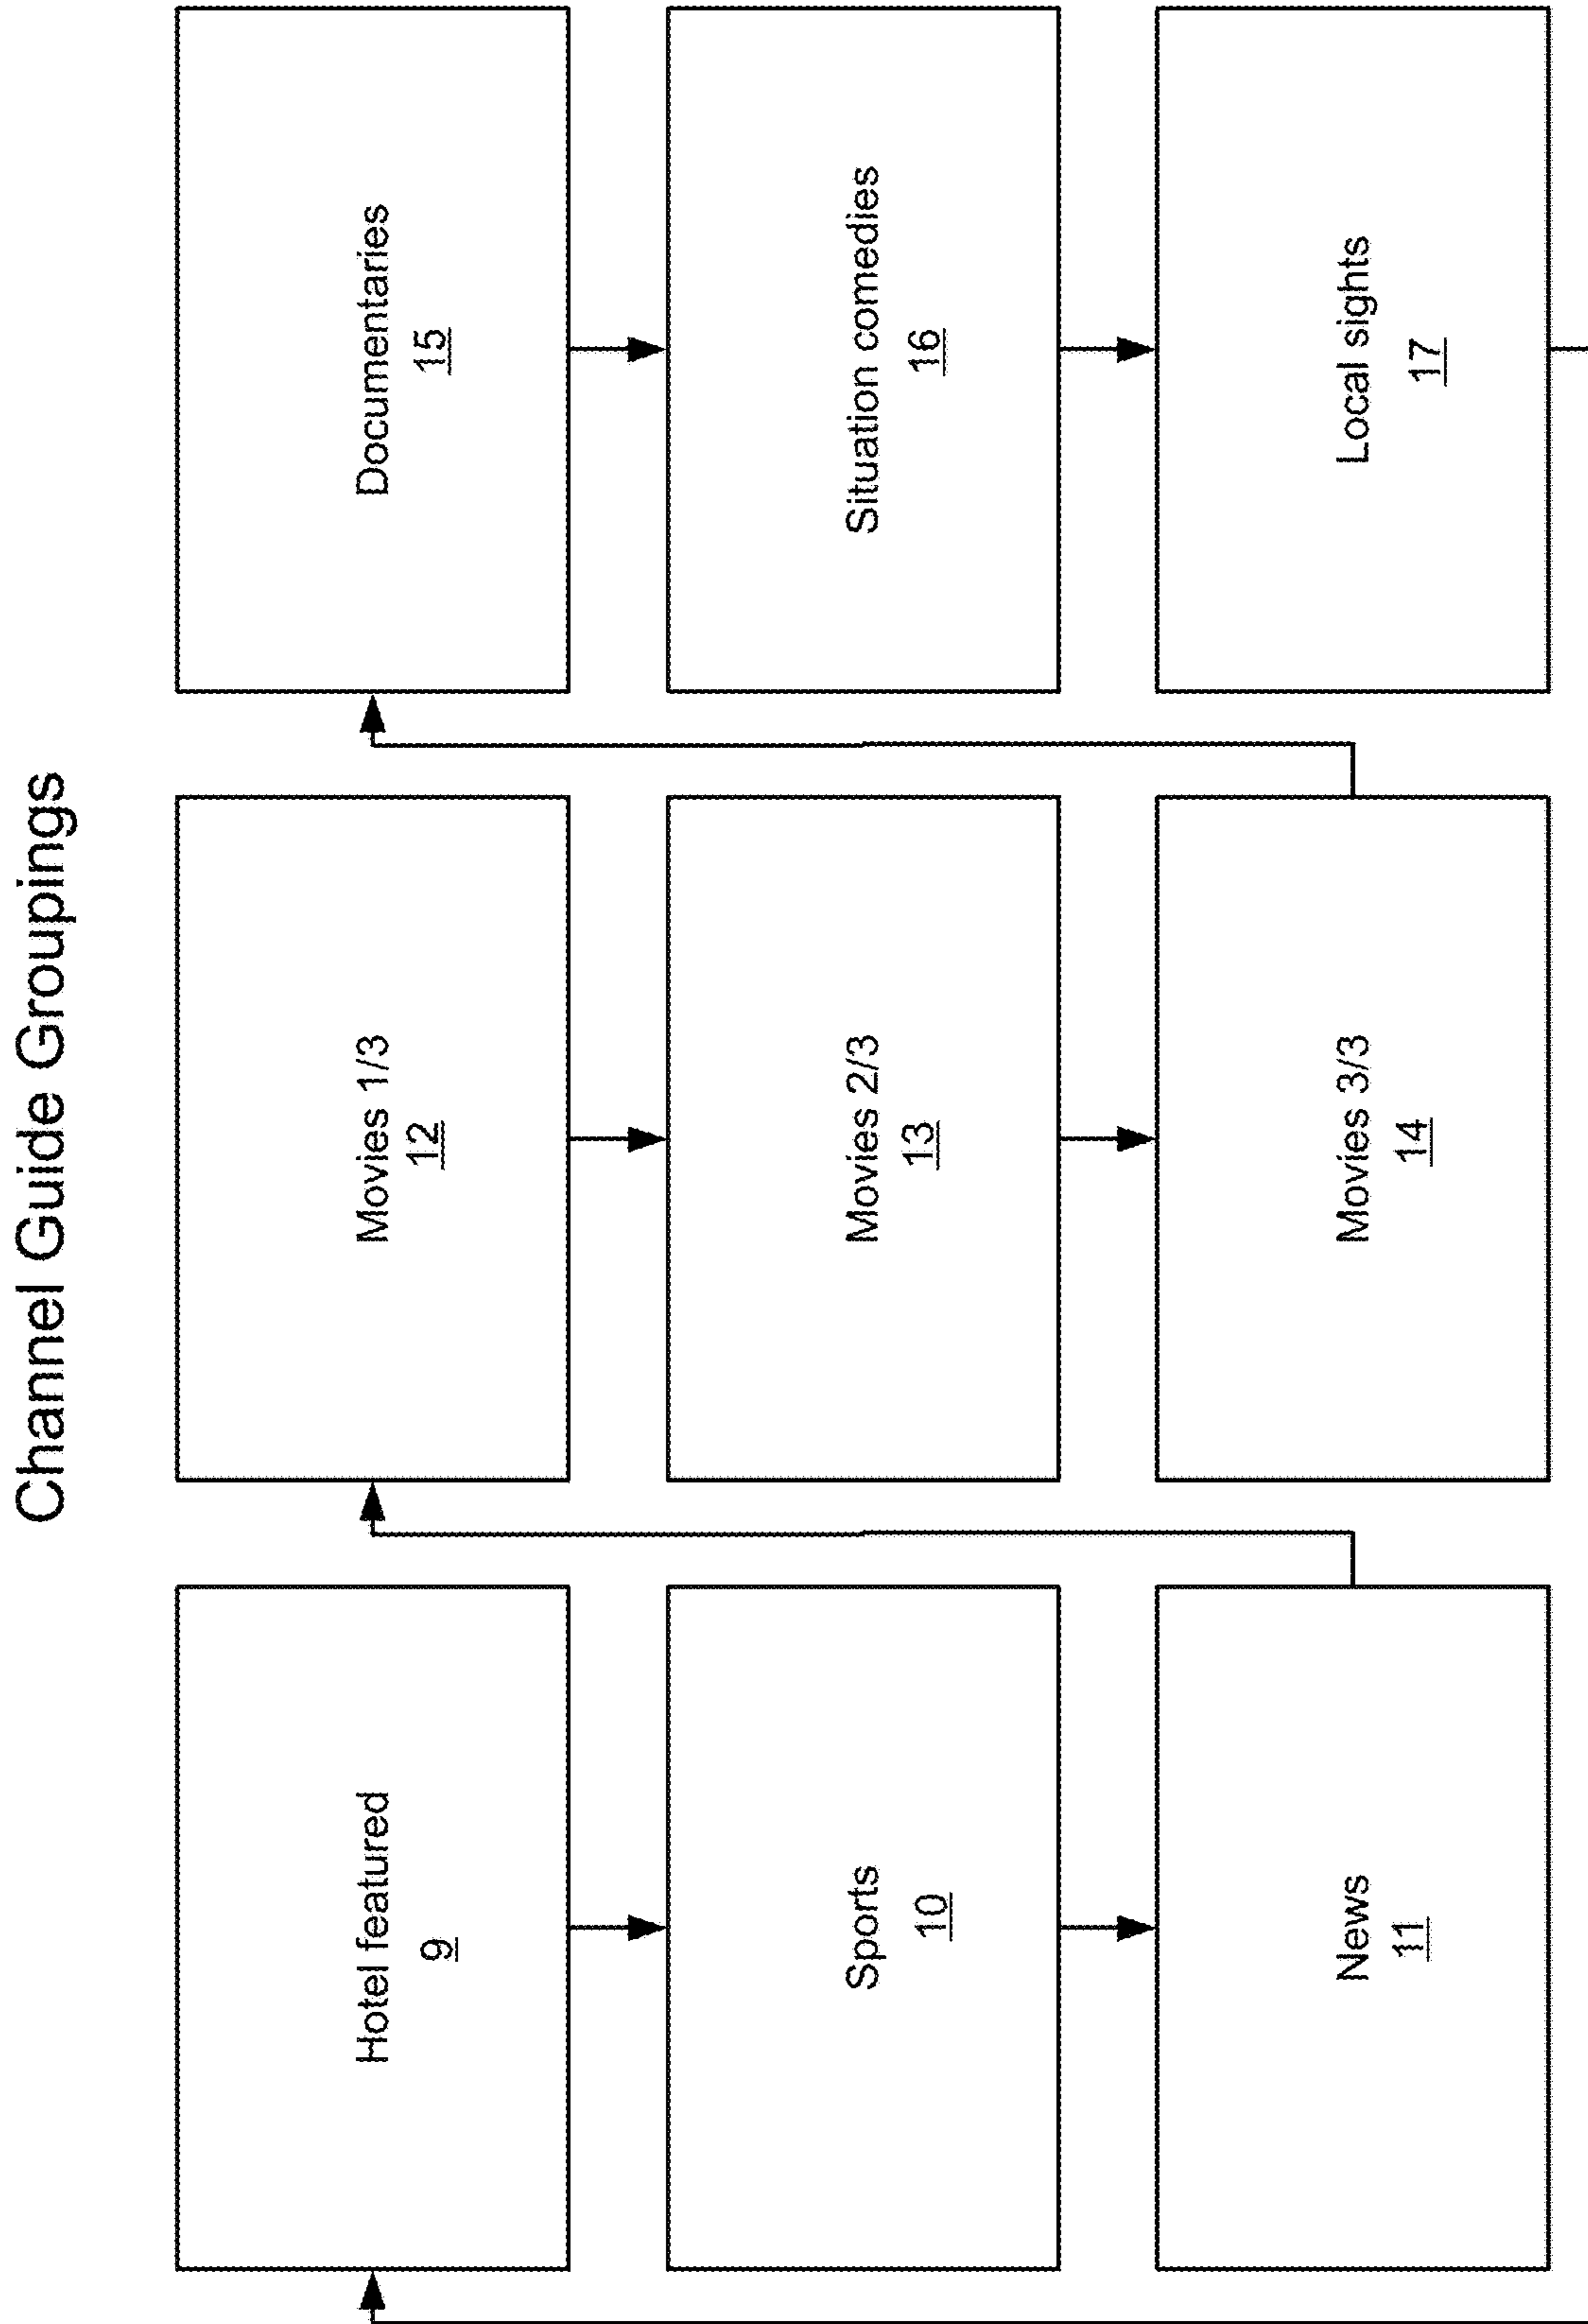 Channel Guide Groupings
Hotel featured
9
Sports
10
News
11
Movies 1/3
12
Movies 2/3
13
Movies 3/3
14
Documentaries
15
Situation comedies
16
Local sights
17